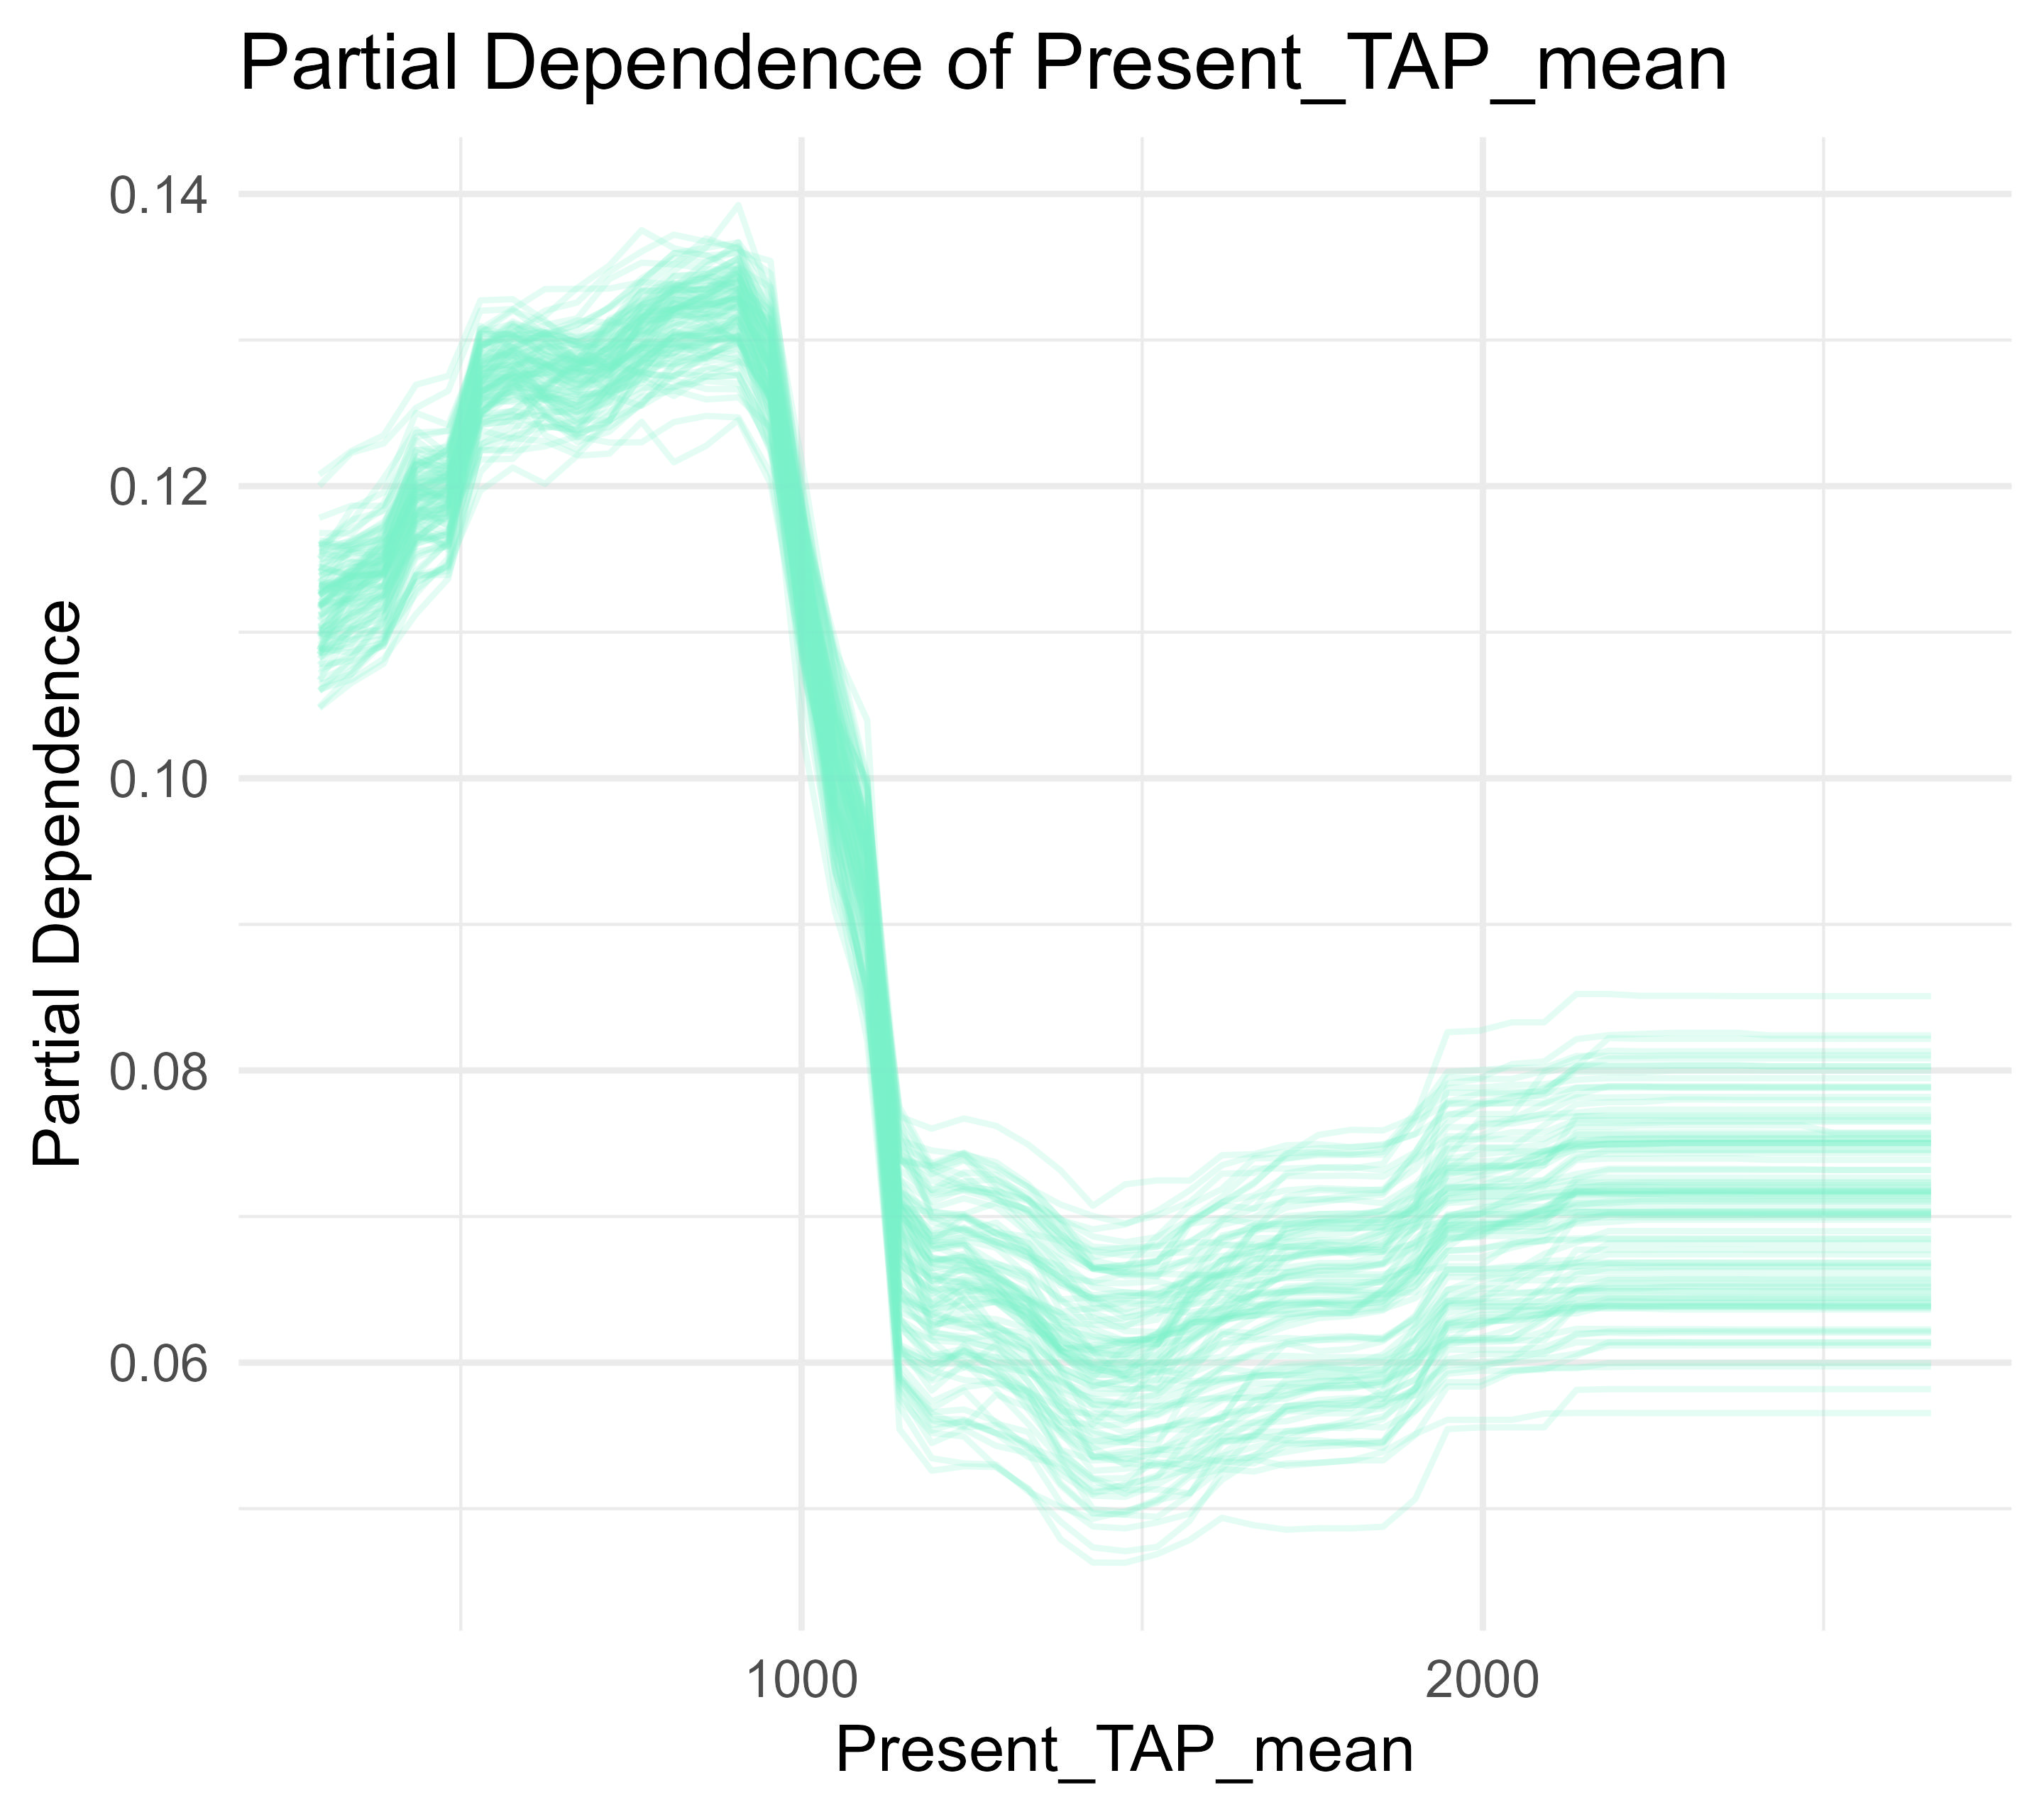 Partial Dependence of Present_TAP_mean
0.14
0.12
0.10
0.08
0.06
Partial Dependence
1000
2000
Present_TAP_mean